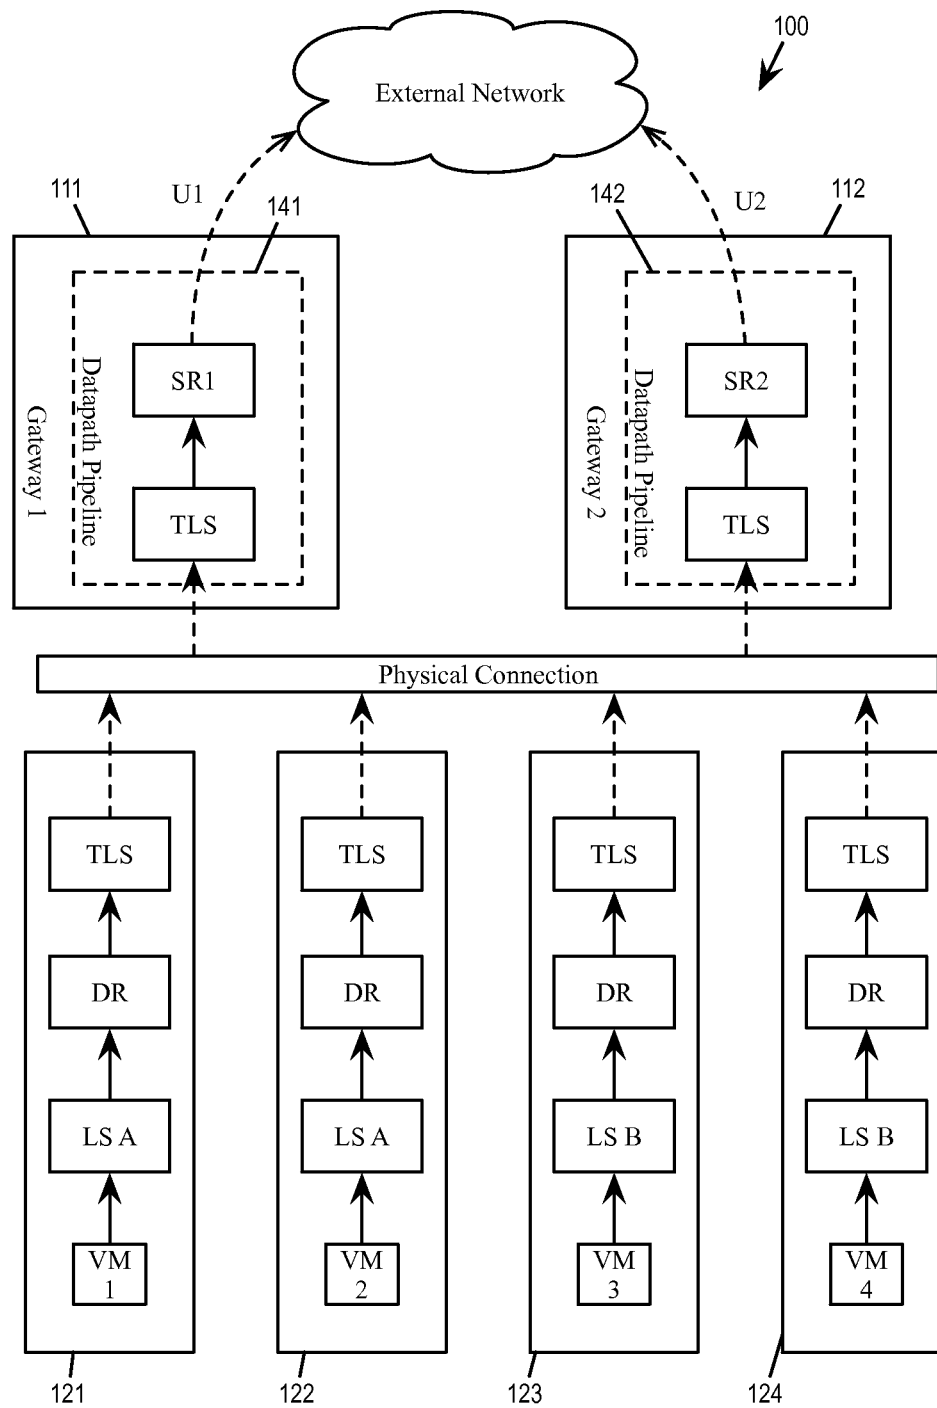 100
External Network
111
U1
141
142
U2
112
SR1
SR2
Datapath Pipeline
Gateway 1
Datapath Pipeline
Gateway 2
TLS
TLS
Physical Connection
TLS
TLS
TLS
TLS
DR
DR
DR
DR
LS A
LS A
LS B
LS B
VM
1
VM
2
VM
3
VM
4
121
122
123
124